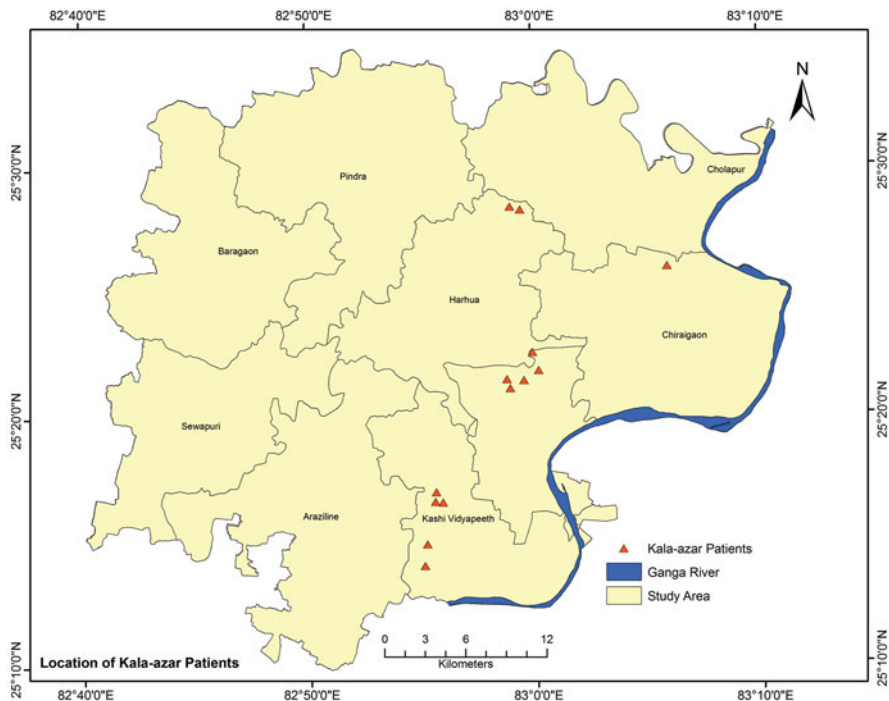 82°40'0"E 82°50'0"E 83°0'0"E 83°10'0"E
N
25°30'0"N 25°30'0"N
Cholapur
Pindra
Baragaon
Harhua
Chiraigaon
25°20'0"N 25°20'0"N
Sewapuri
Araziline
Kashi Vidyapeeth
Kala-azar Patients
Ganga River
Study Area
0 3 6 12
Kilometers
Location of Kala-azar Patients
25°10'0"N 25°10'0"N
82°40'0"E 82°50'0"E 83°0'0"E 83°10'0"E